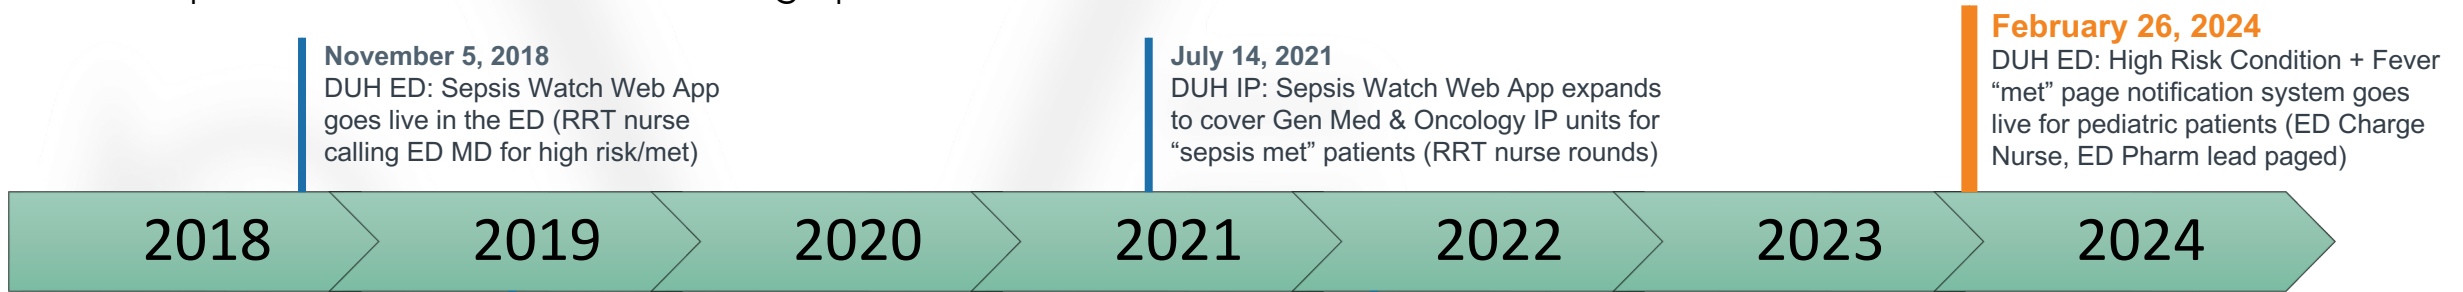 November 5, 2018
DUH ED: Sepsis Watch Web App
goes live in the ED (RRT nurse
calling ED MD for high risk/met)
July 14, 2021
DUH IP: Sepsis Watch Web App expands
to cover Gen Med & Oncology IP units for
“sepsis met” patients (RRT nurse rounds)
February 26, 2024
DUH ED: High Risk Condition + Fever
“met” page notification system goes
live for pediatric patients (ED Charge
Nurse, ED Pharm lead paged)
2018
2019
2020
2021
2022
2023
2024